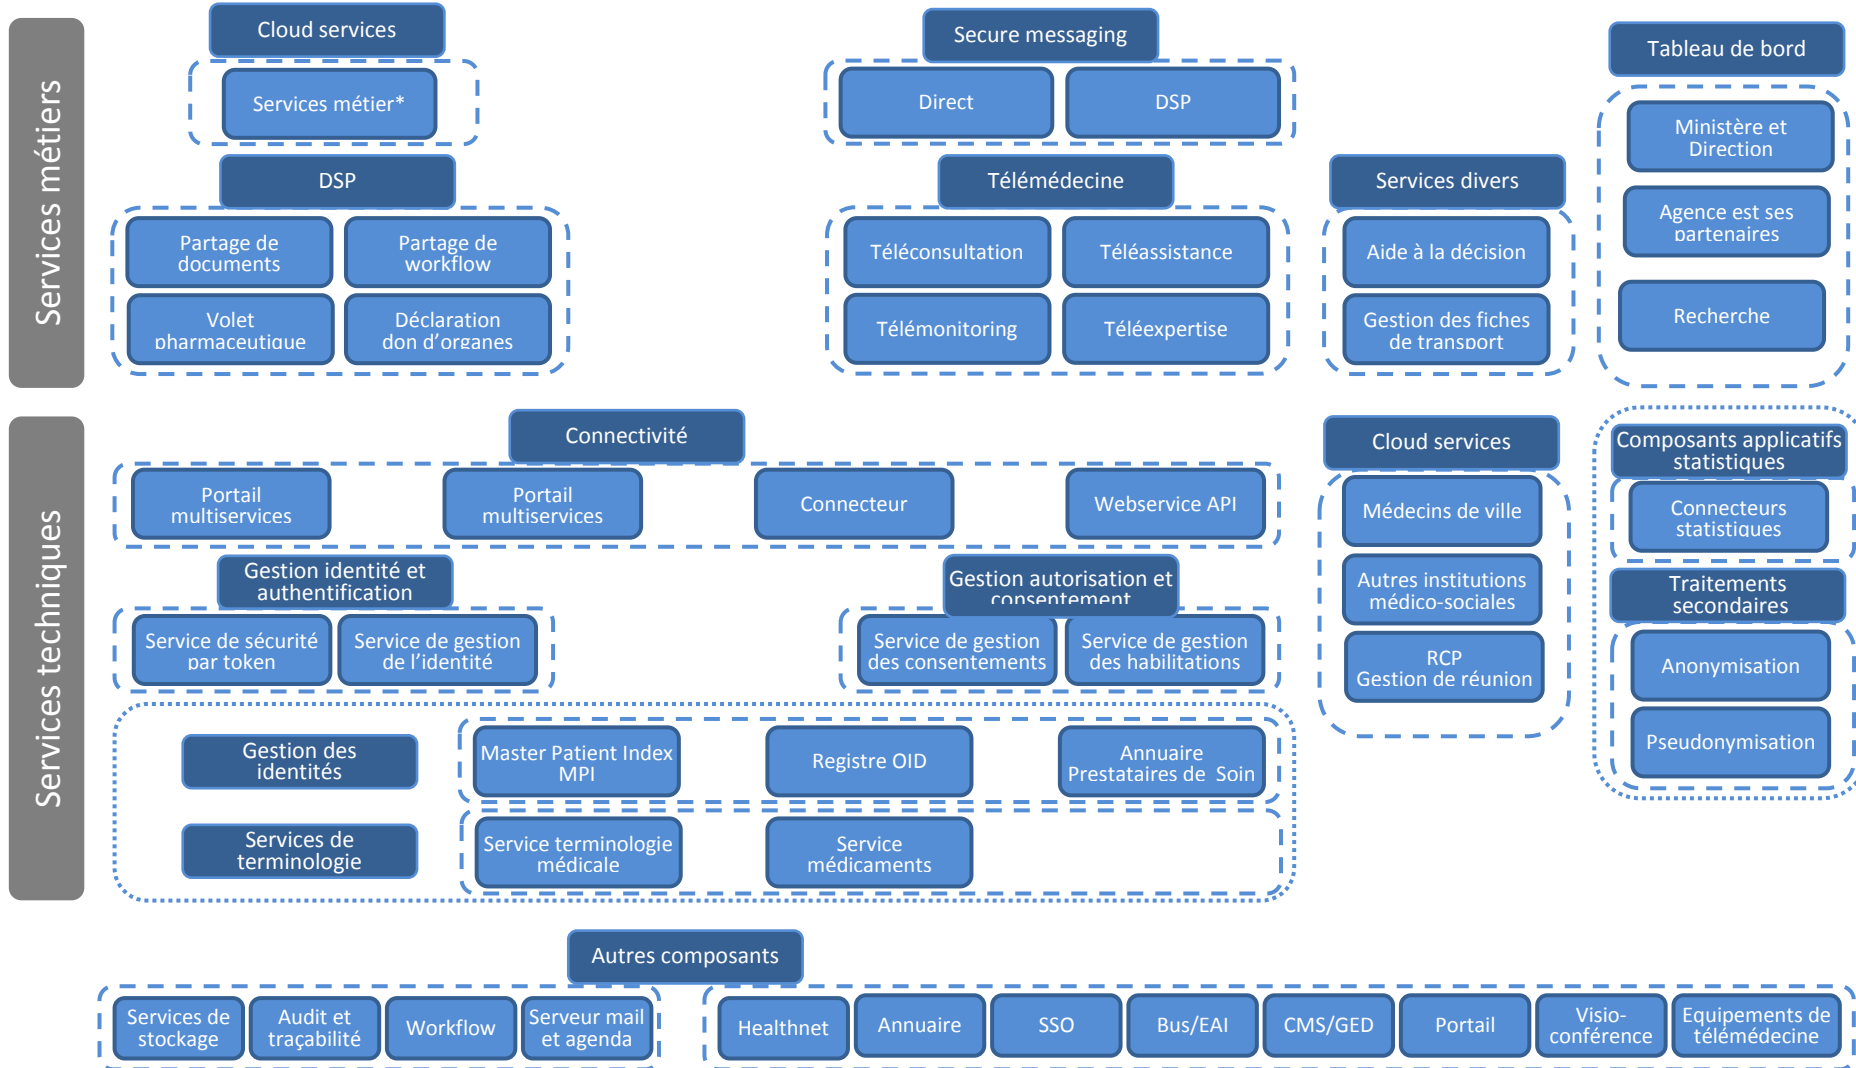 Services métiers
Cloud services
Services métier*
DSP
Partage de
documents
Partage de
workflow
Volet
pharmaceutique
Déclaration
don d’organes
Secure messaging
Direct
DSP
Télémédecine
Téléconsultation
Téléassistance
Télémonitoring
Téléexpertise
Services divers
Aide à la décision
Gestion des fiches
de transport
Tableau de bord
Ministère et
Direction
Agence est ses
partenaires
Recherche
Services techniques
Connectivité
Portail
multiservices
Portail
multiservices
Connecteur
Webservice API
Gestion identité et
authentification
Service de sécurité
par token
Service de gestion
de l’identité
Gestion autorisation et
consentement
Service de gestion
des consentements
Service de gestion
des habilitations
Gestion des
identités
Master Patient Index
MPI
Registre OID
Annuaire
Prestataires de Soin
Services de
terminologie
Service terminologie
médicale
Service
médicaments
Cloud services
Médecins de ville
Autres institutions
médico-sociales
RCP
Gestion de réunion
Composants applicatifs
statistiques
Connecteurs
statistiques
Traitements
secondaires
Anonymisation
Pseudonymisation
Autres composants
Services de
stockage
Audit et
traçabilité
Workflow
Serveur mail
et agenda
Healthnet
Annuaire
SSO
Bus/EAI
CMS/GED
Portail
Visio-
conférence
Equipements de
télémédecine